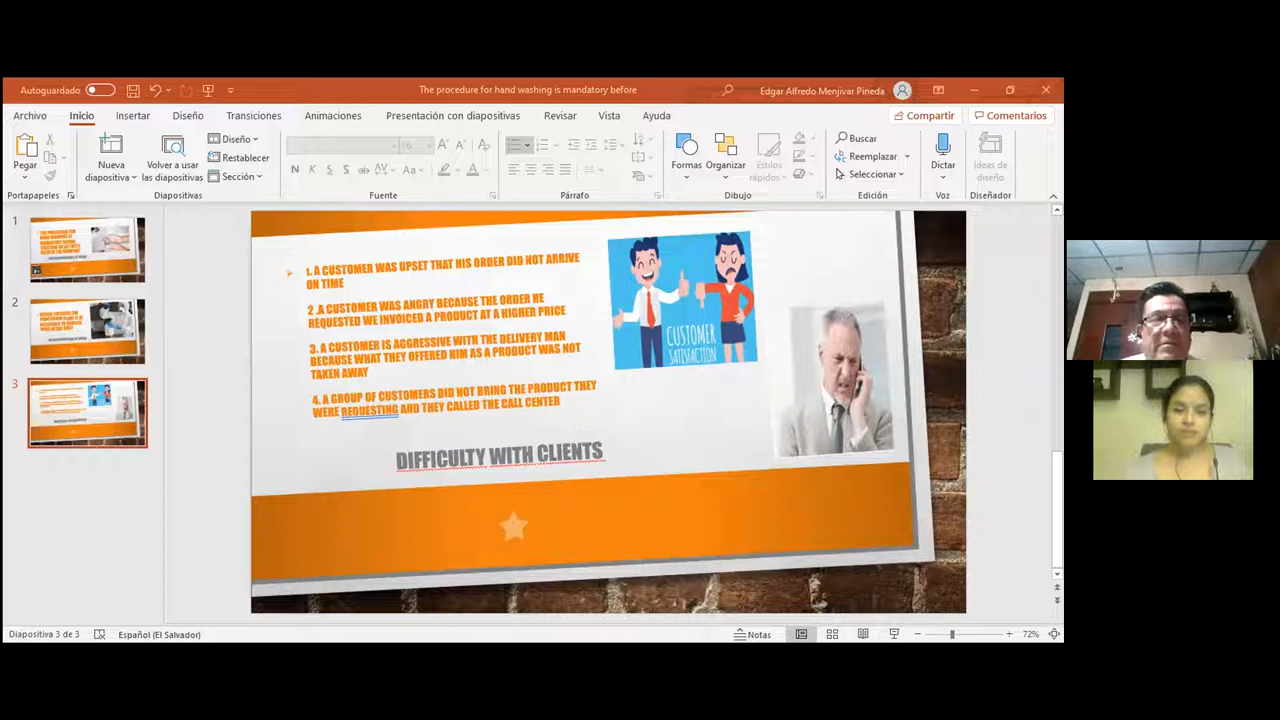 Autoguardado
The procedure for hand washing is mandatory before
Edgar Alfredo Menjivar Pineda
Archivo Inicio Insertar Diseño Transiciones Animaciones Presentación con diapositivas Revisar Vista Ayuda Compartir Comentarios
Pegar
Nueva diapositiva
Volver a usar las diapositivas
Diseño
Restablecer
Sección
16
N K S ab AV Aa A
Formas
Organizar
Estilos rápidos
Buscar
Reemplazar
Seleccionar
Dictar
Ideas de diseño
Portapapeles Diapositivas Fuente Párrafo Dibujo Edición Voz Diseñador
1
2
3
1. A CUSTOMER WAS UPSET THAT HIS ORDER DID NOT ARRIVE
ON TIME
2 .A CUSTOMER WAS ANGRY BECAUSE THE ORDER HE
REQUESTED WE INVOICED A PRODUCT AT A HIGHER PRICE
3. A CUSTOMER IS AGGRESSIVE WITH THE DELIVERY MAN
BECAUSE WHAT THEY OFFERED HIM AS A PRODUCT WAS NOT
TAKEN AWAY
4. A GROUP OF CUSTOMERS DID NOT BRING THE PRODUCT THEY
WERE REQUESTING AND THEY CALLED THE CALL CENTER
CUSTOMER
SATISFACTION
DIFFICULTY WITH CLIENTS
Diapositiva 3 de 3 Español (El Salvador) Notas 72%